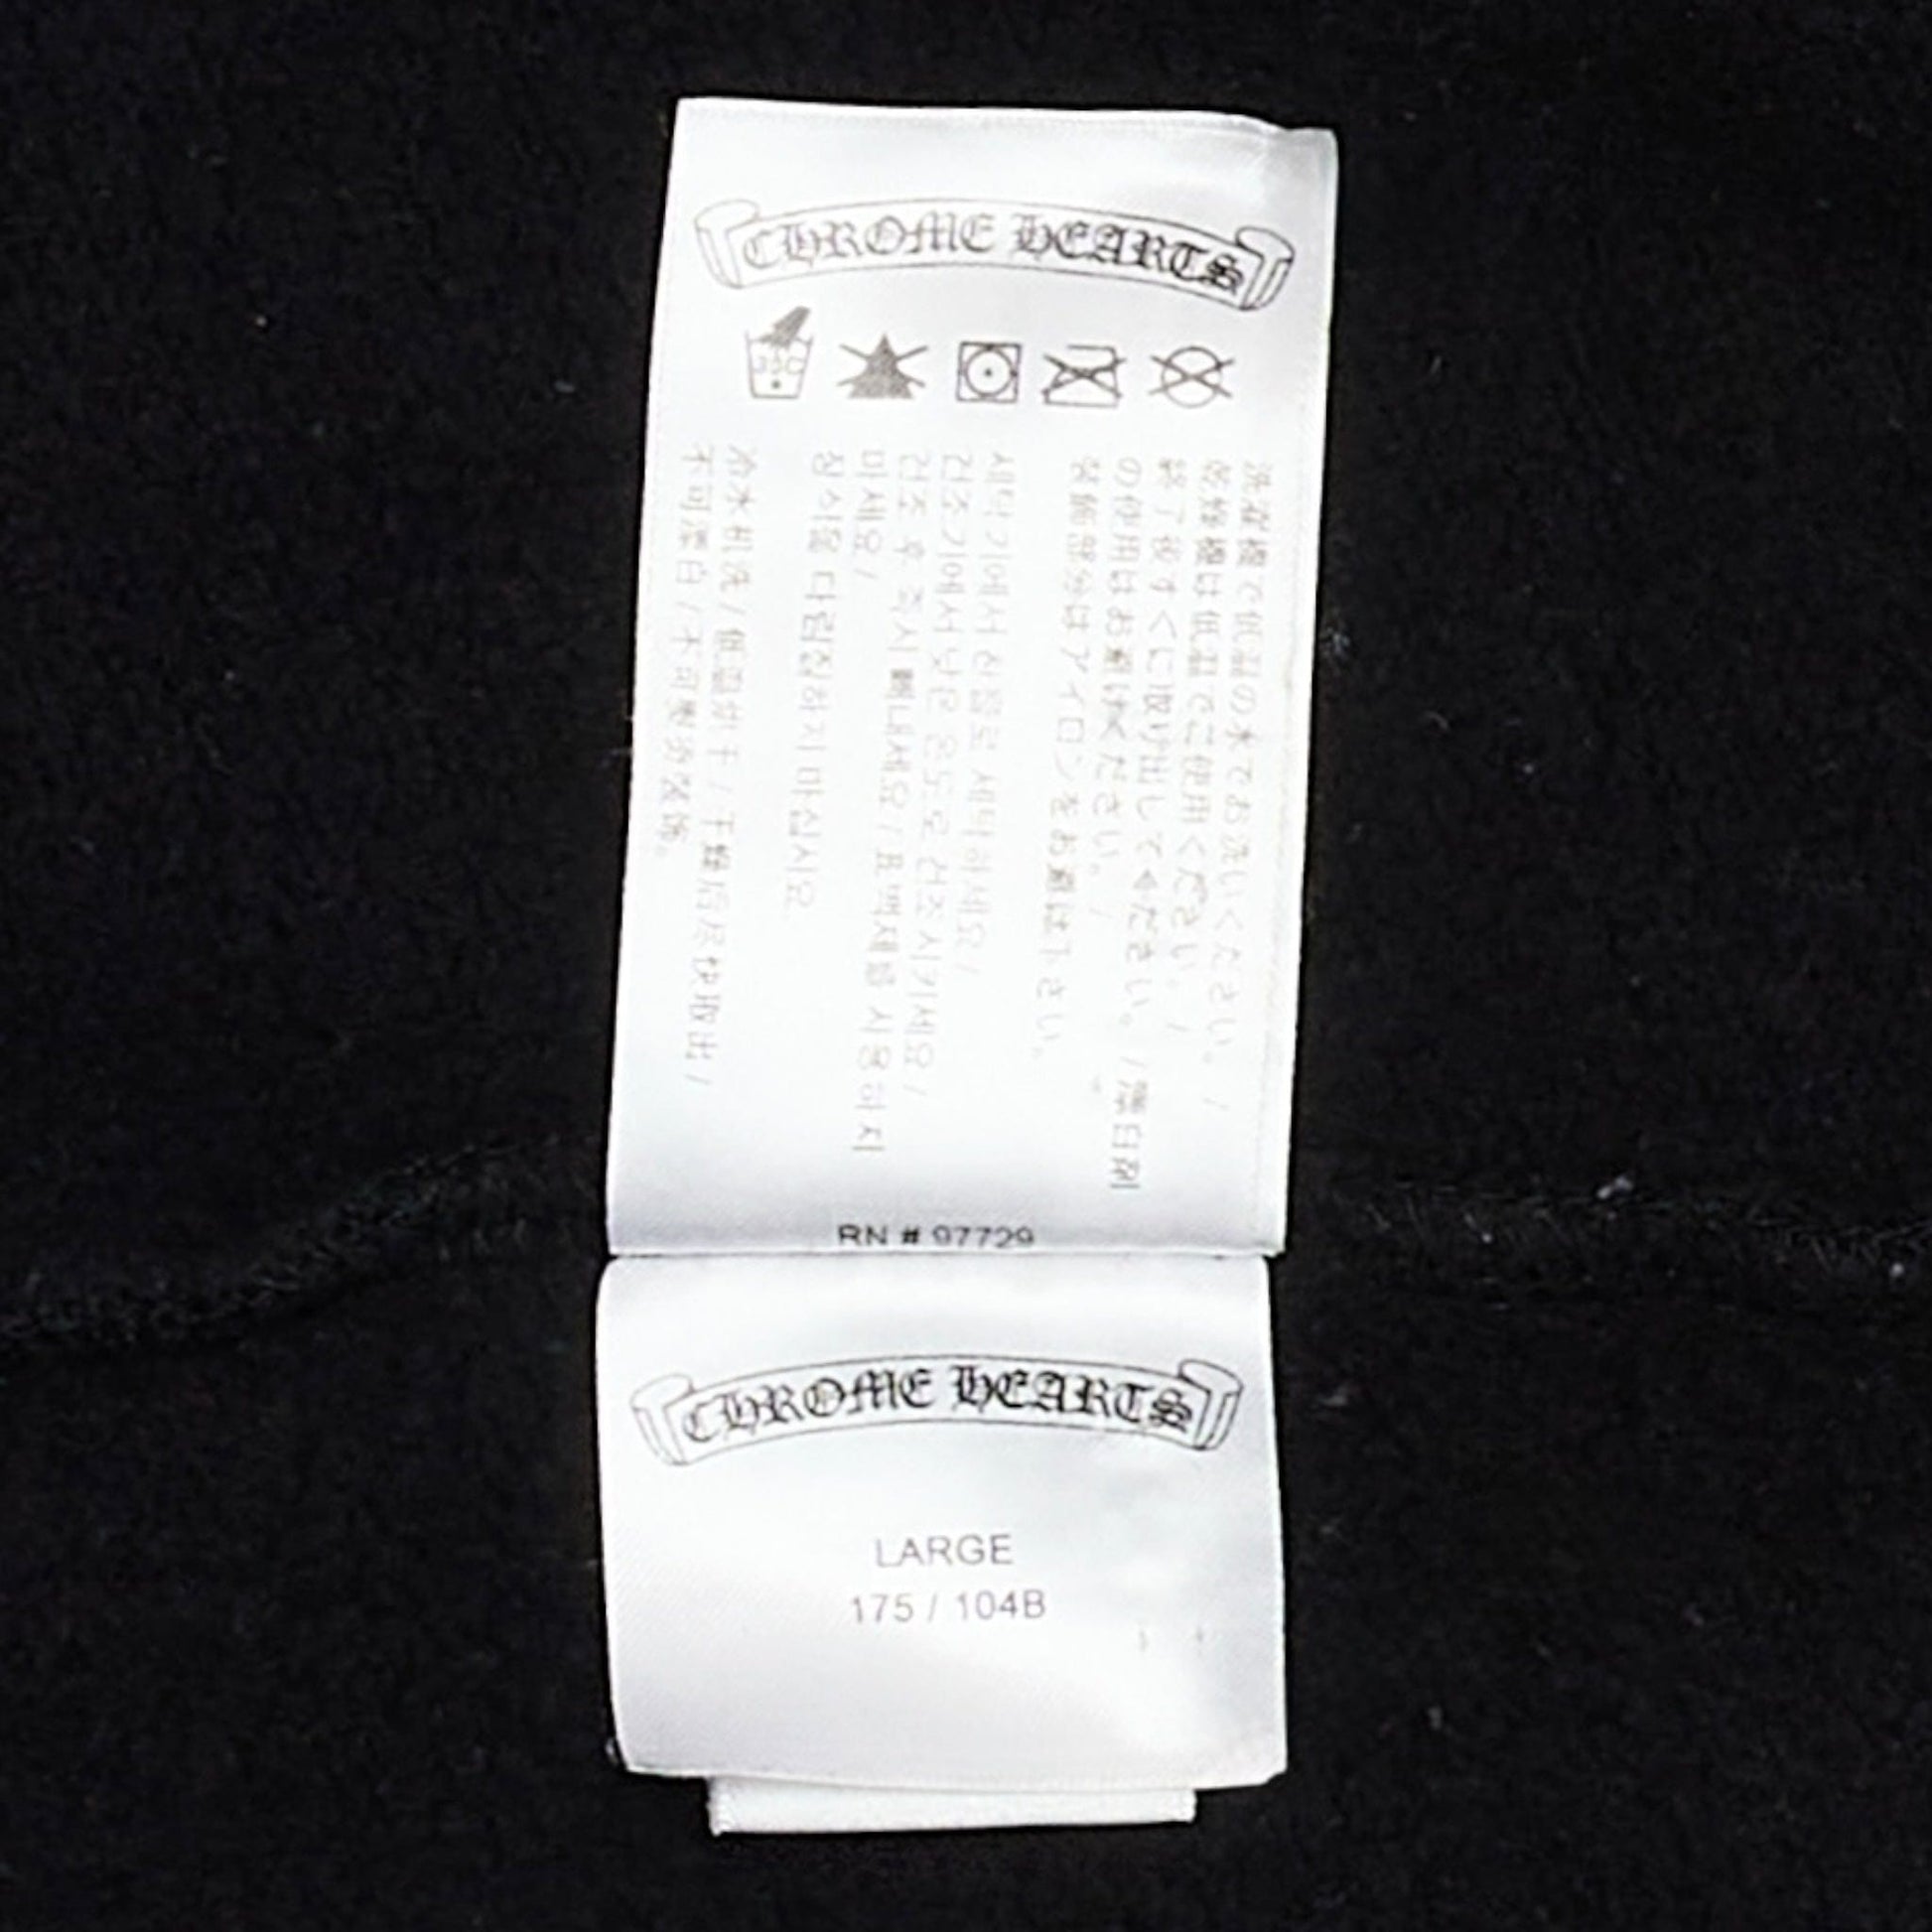 CHROME HEARTS
洗濯機で低温の水でお洗いください。/
乾燥機は低温でご使用ください。/
終了後すぐに取り出してください。/漂白剤
の使用はお避けください。/
装飾部分はアイロンをお避け下さい。
세탁기에서 찬물로 세탁하세요/
건조기에서 낮은 온도로 건조시키세요/
건조 후 즉시 빼내세요/표백제를 사용하지
마세요/
장식물 다림질하지 마십시오.
冷水机洗/低温烘干/干燥后尽快取出/
不可漂白/不可熨烫装饰。
RN # 97729
CHROME HEARTS
LARGE
175 / 104B